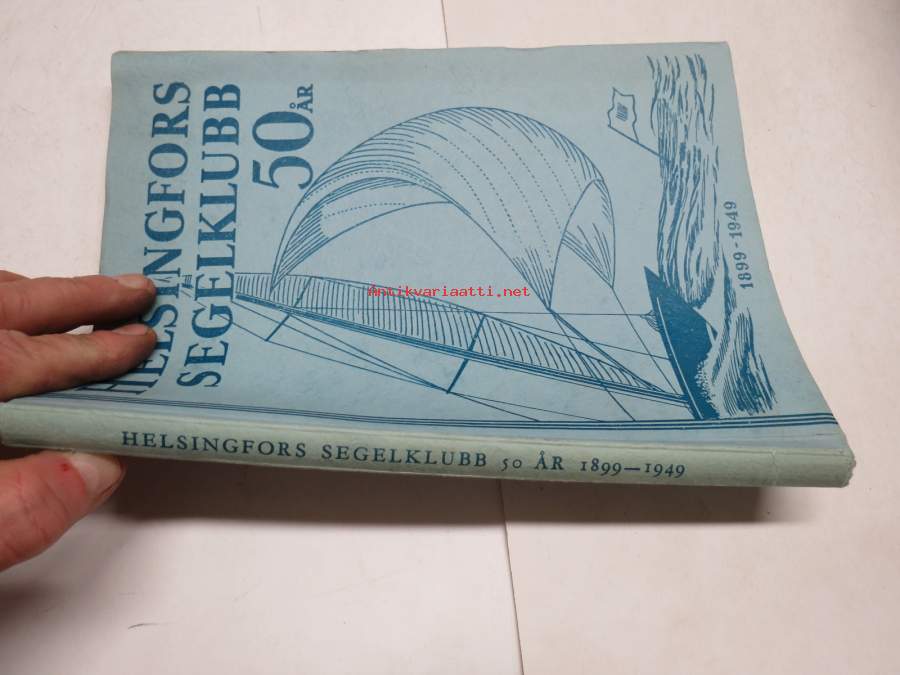 HELSINGFORS
SEGELKLUBB
50 ÅR
1899-1949
antikvariaatti.net
HELSINGFORS SEGELKLUBB 50 ÅR 1899—1949